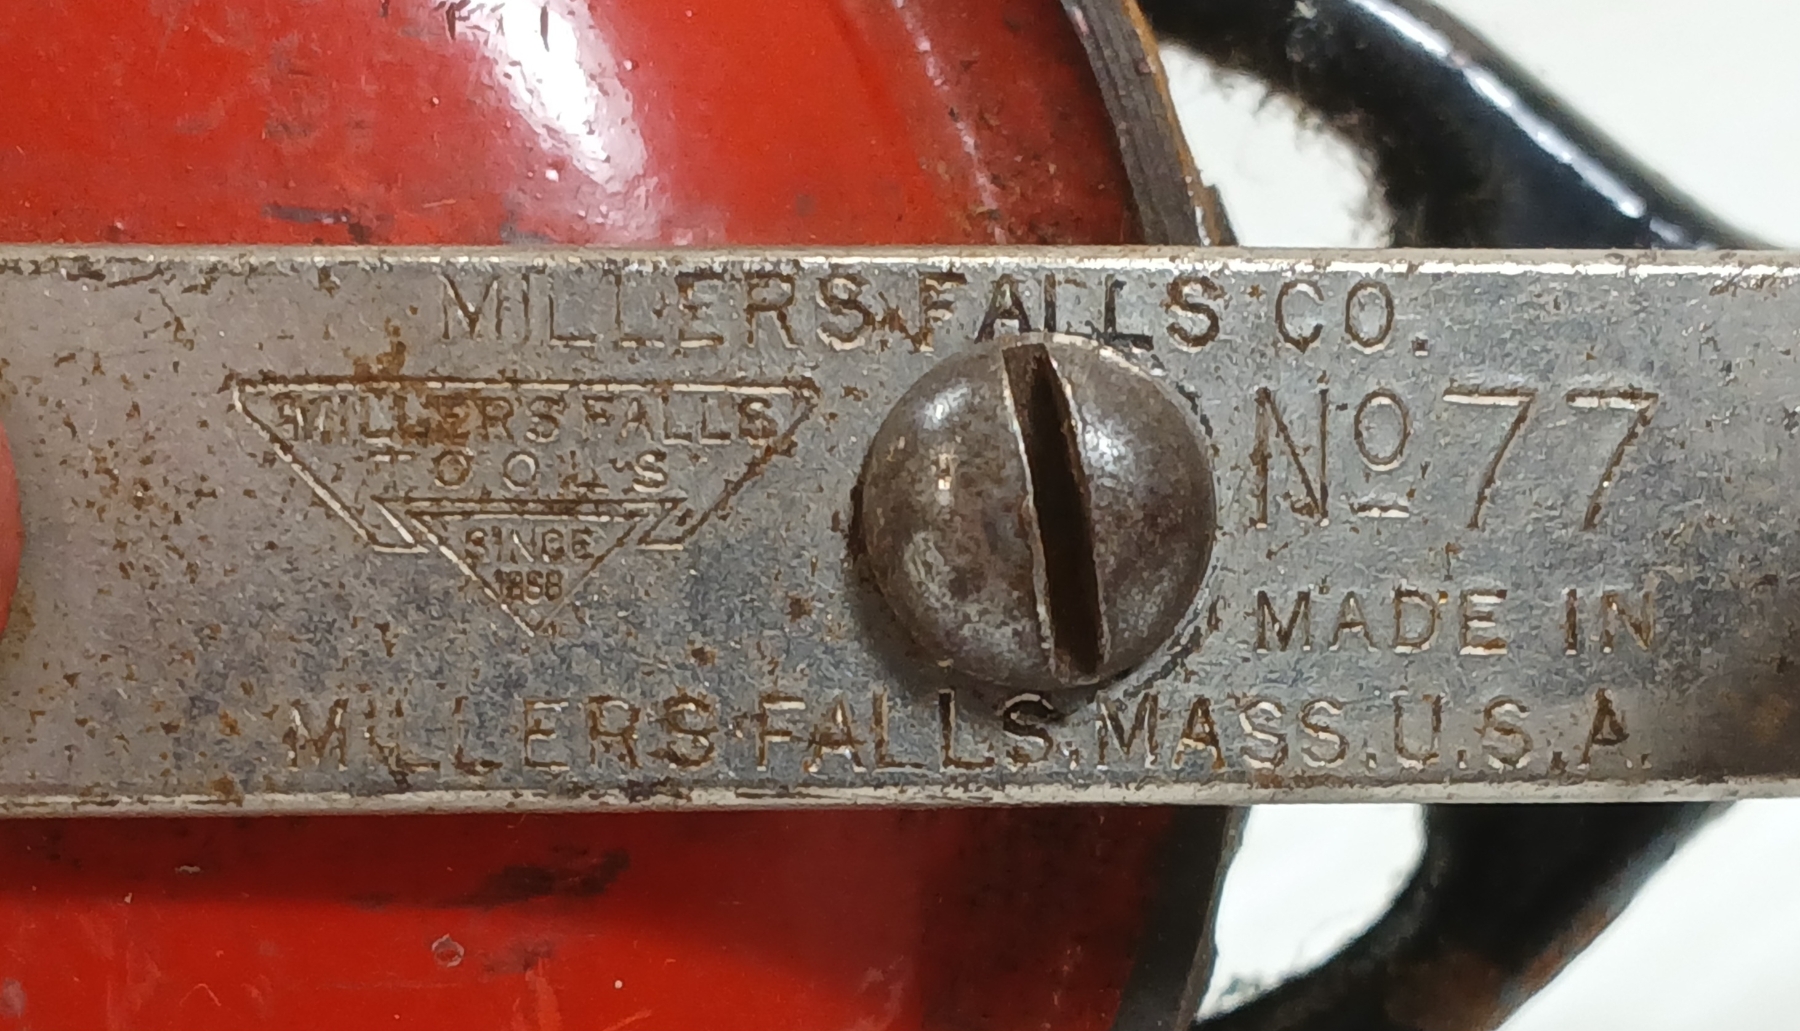 MILLERS FALLS CO.
MILLERS FALLS
TOOLS
SINCE
1868
Nº 77
MADE IN
MILLERS FALLS, MASS. U.S.A.